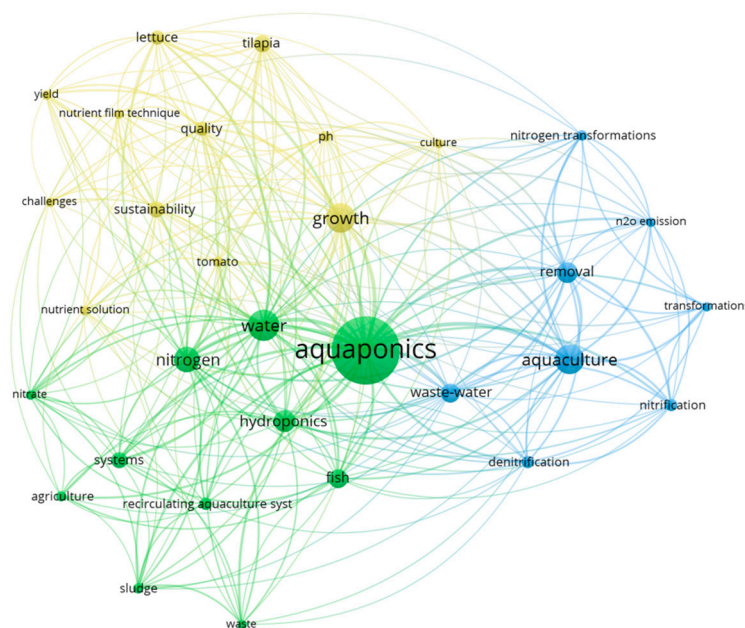 lettuce
tilapia
yield
nutrient film technique
quality
ph
culture
nitrogen transformations
challenges
sustainability
growth
n2o emission
tomato
removal
nutrient solution
transformation
water
aquaponics
nitrogen
aquaculture
nitrate
waste-water
nitrification
hydroponics
systems
denitrification
fish
agriculture
recirculating aquaculture syst
sludge
waste